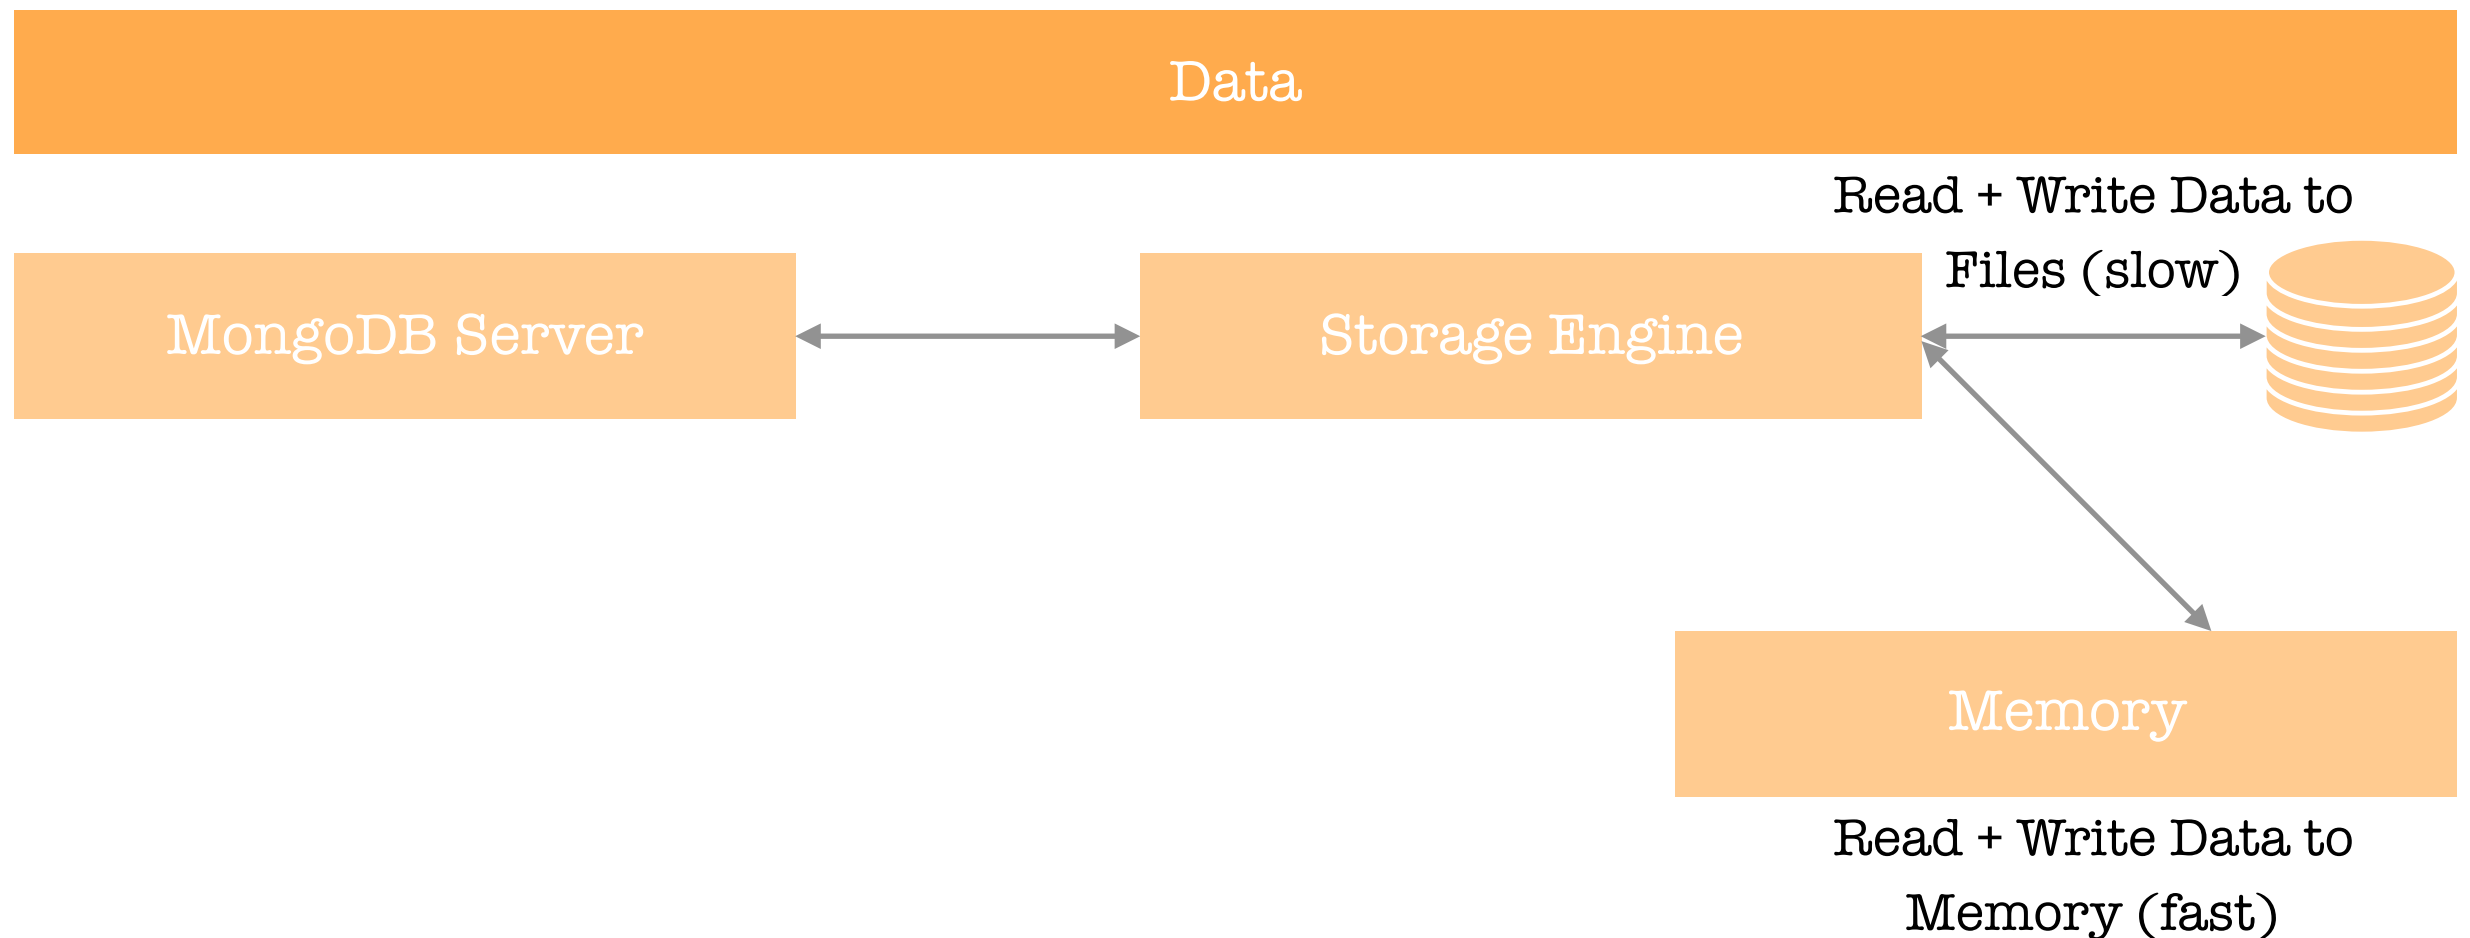 Data
Read + Write Data to
Files (slow)
MongoDB Server
Storage Engine
Memory
Read + Write Data to
Memory (fast)